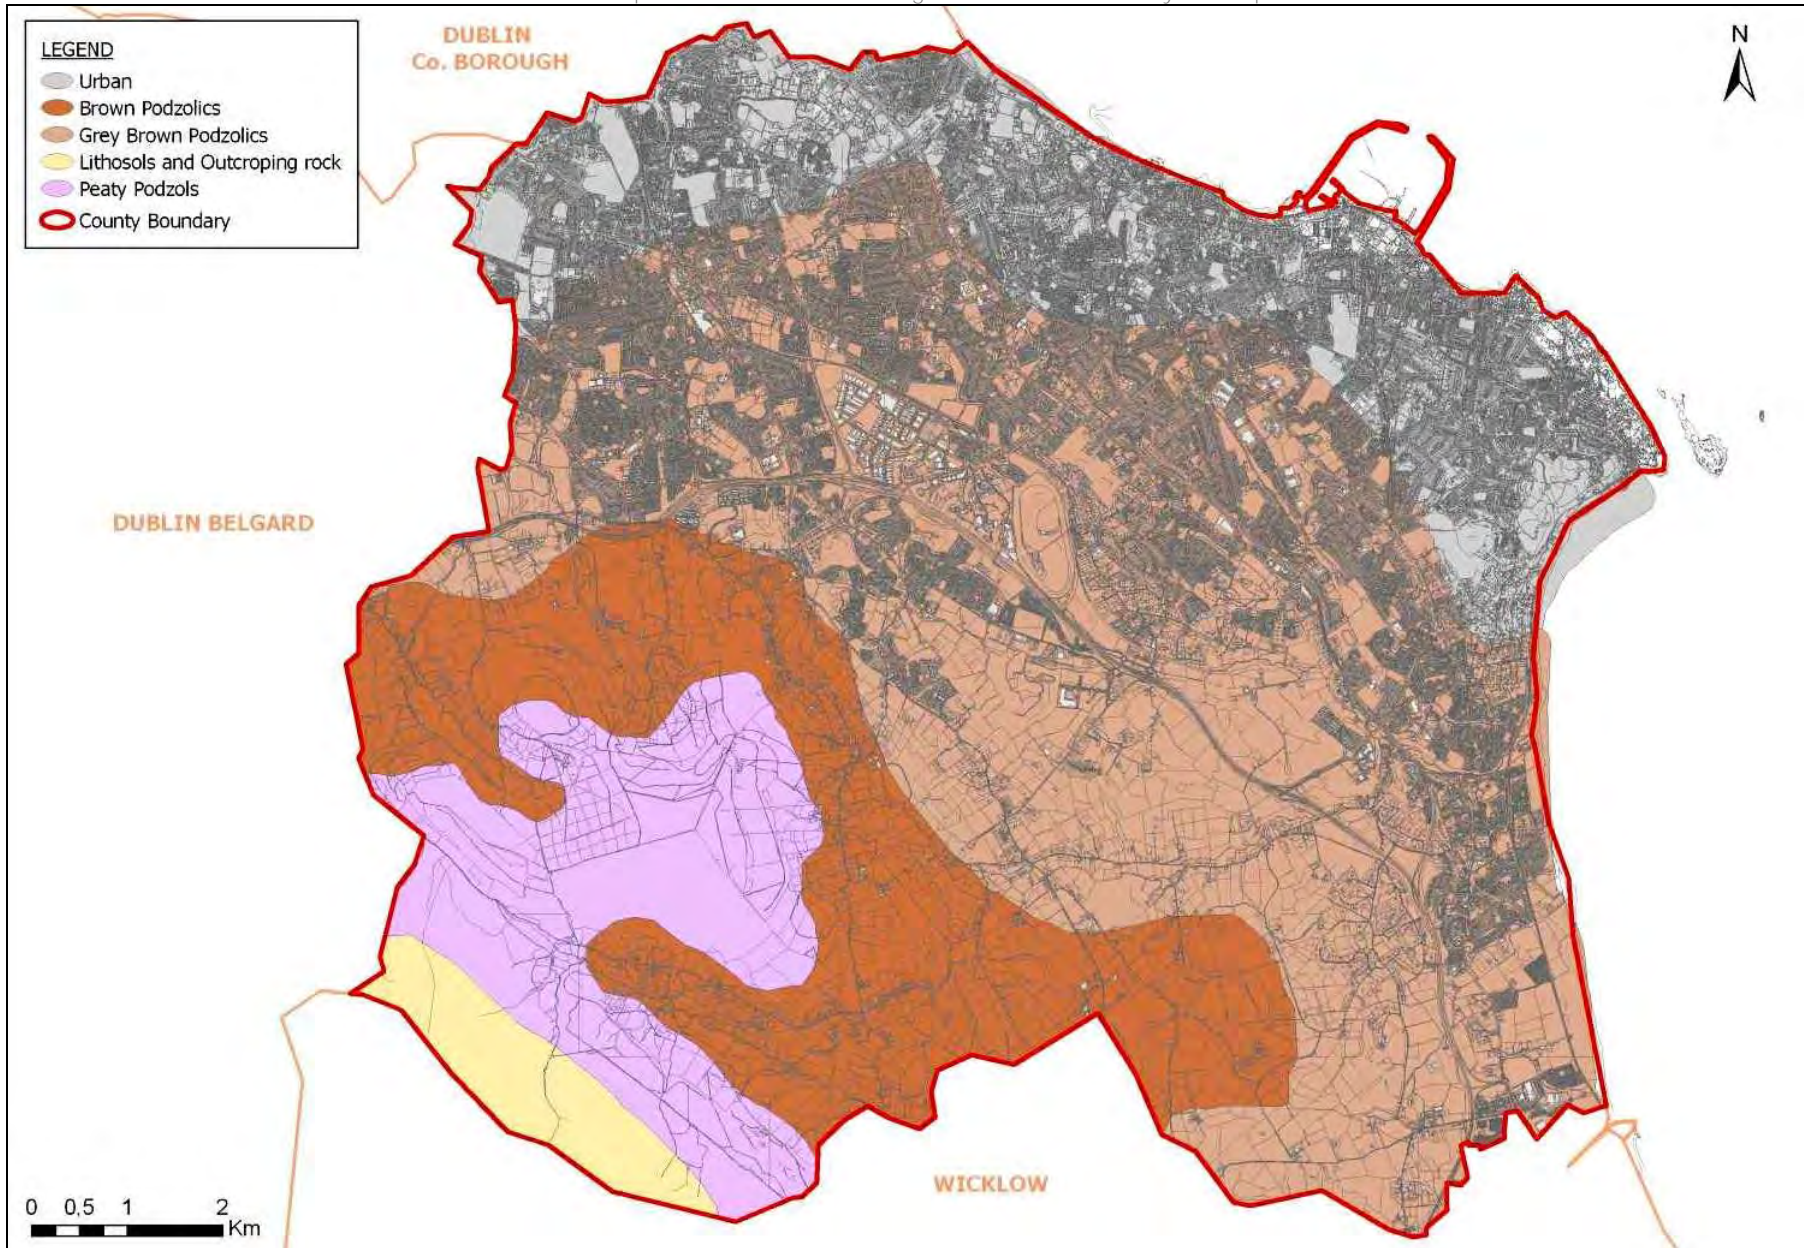 DUBLIN
Co. BOROUGH
N
LEGEND
Urban
Brown Podzolics
Grey Brown Podzolics
Lithosols and Outcroping rock
Peaty Podzols
County Boundary
DUBLIN BELGARD
WICKLOW
0 0,5 1 2
Km